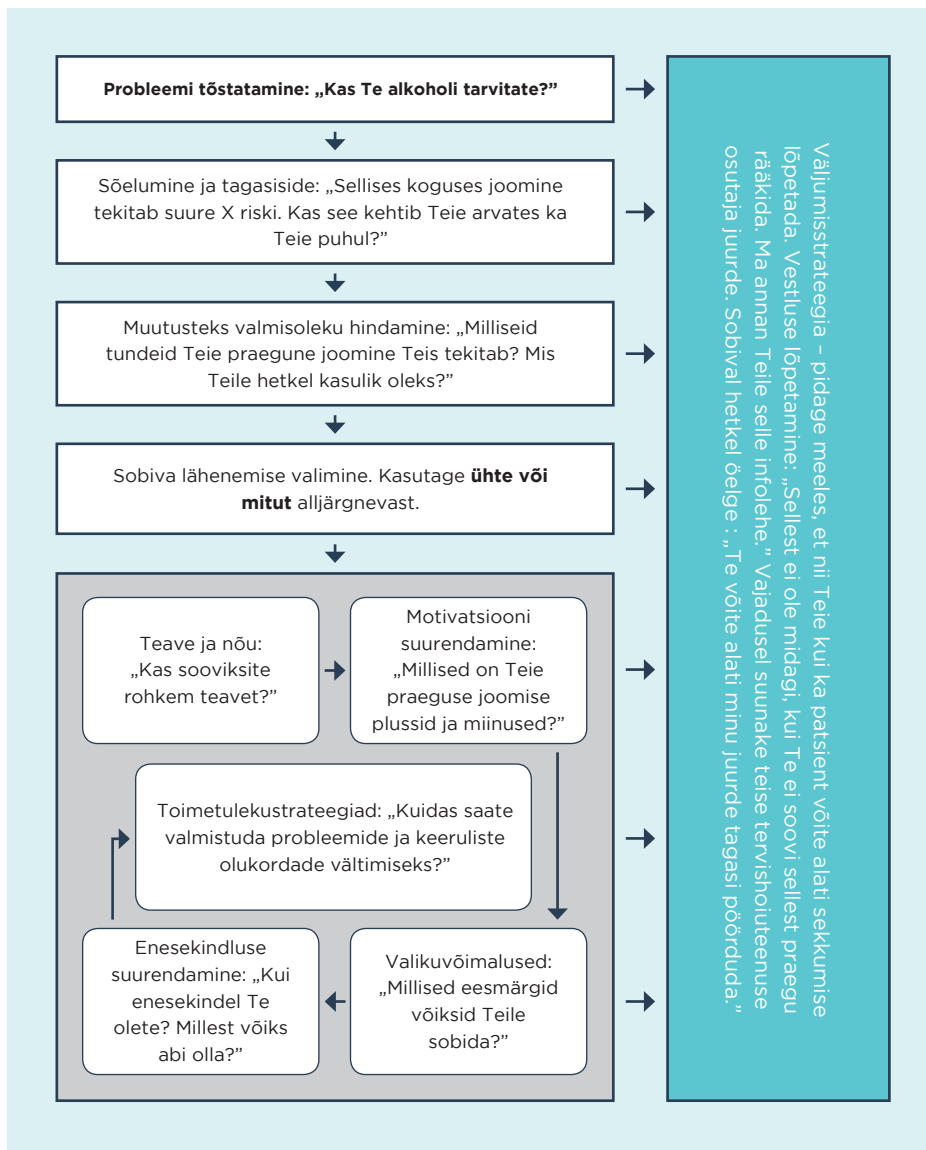 Probleemi tõstatamine: „Kas Te alkoholi tarvitate?”
Sõelumine ja tagasiside: „Sellises koguses joomine
tekitab suure X riski. Kas see kehtib Teie arvates ka
Teie puhul?”
Muutusteks valmisoleku hindamine: „Milliseid
tundeid Teie praegune joomine Teis tekitab? Mis
Teile hetkel kasulik oleks?”
Sobiva lähenemise valimine. Kasutage ühte või
mitut alljärgnevast.
Teave ja nõu:
„Kas sooviksite
rohkem teavet?”
Motivatsiooni
suurendamine:
„Millised on Teie
praeguse joomise
plussid ja miinused?”
Toimetulekustrateegiad: „Kuidas saate
valmistuda probleemide ja keeruliste
olukordade vältimiseks?”
Enesekindluse
suurendamine: „Kui
enesekindel Te
olete? Millest võiks
abi olla?”
Valikuvõimalused:
„Millised eesmärgid
võiksid Teile
sobida?”
Väljumisstrateegia – pidage meeles, et nii Teie kui ka patsient võite alati sekkumise
lõpetada. Vestluse lõpetamine: „Sellest ei ole midagi, kui Te ei soovi sellest praegu
rääkida. Ma annan Teile selle infolehe.” Vajadusel suunake teise tervishoiuteenuse
osutaja juurde. Sobival hetkel öelge : „Te võite alati minu juurde tagasi pöörduda.”